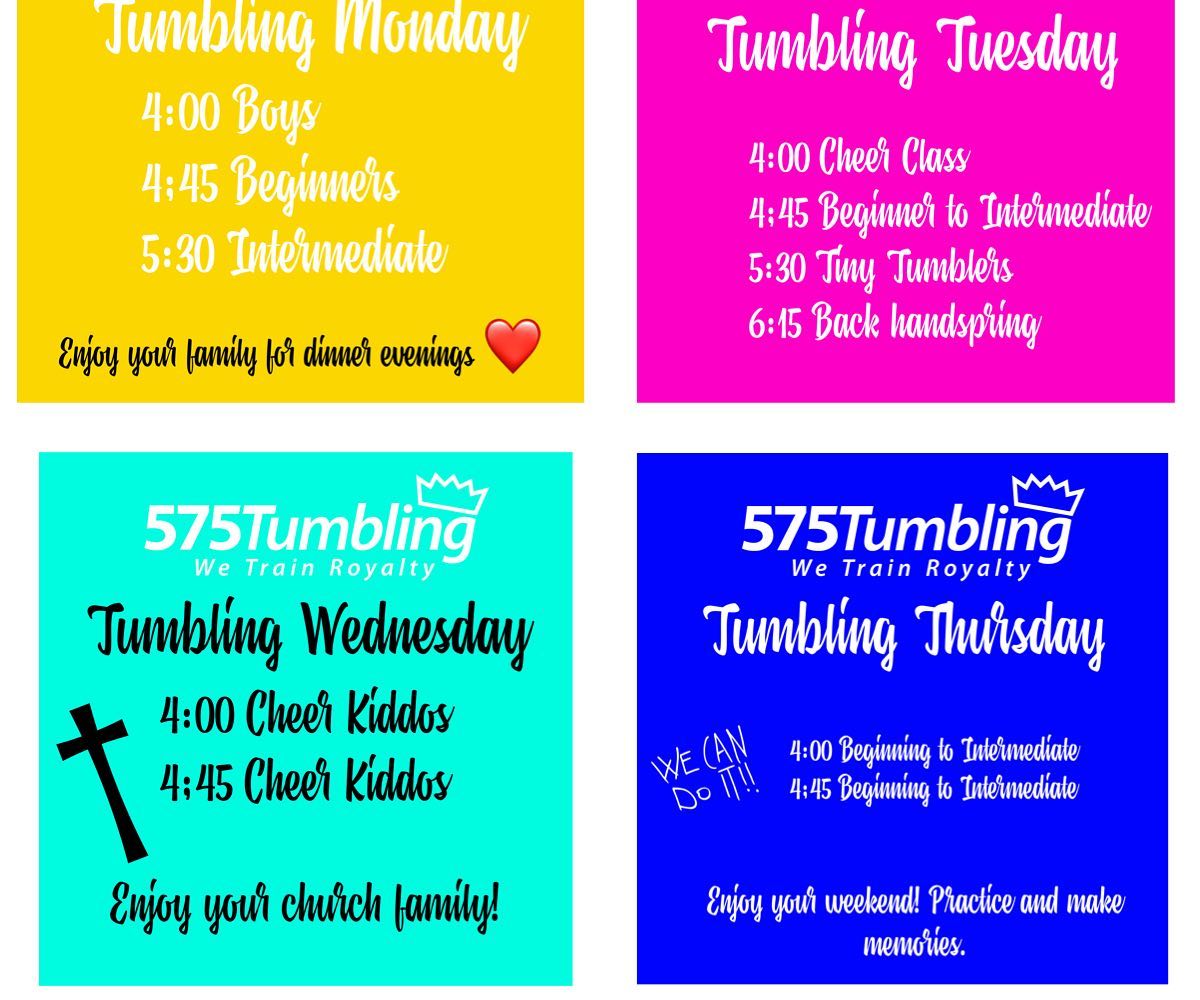 Tumbling Monday
4:00 Boys
4;45 Beginners
5:30 Intermediate
Enjoy your family for dinner evenings
Tumbling Tuesday
4:00 Cheer Class
4;45 Beginner to Intermediate
5:30 Tiny Tumblers
6:15 Back handspring
575Tumbling
We Train Royalty
Tumbling Wednesday
4:00 Cheer Kiddos
4;45 Cheer Kiddos
Enjoy your church family!
575Tumbling
We Train Royalty
Tumbling Thursday
WE CAN
Do IT!!
4:00 Beginning to Intermediate
4;45 Beginning to Intermediate
Enjoy your weekend! Practice and make
memories.